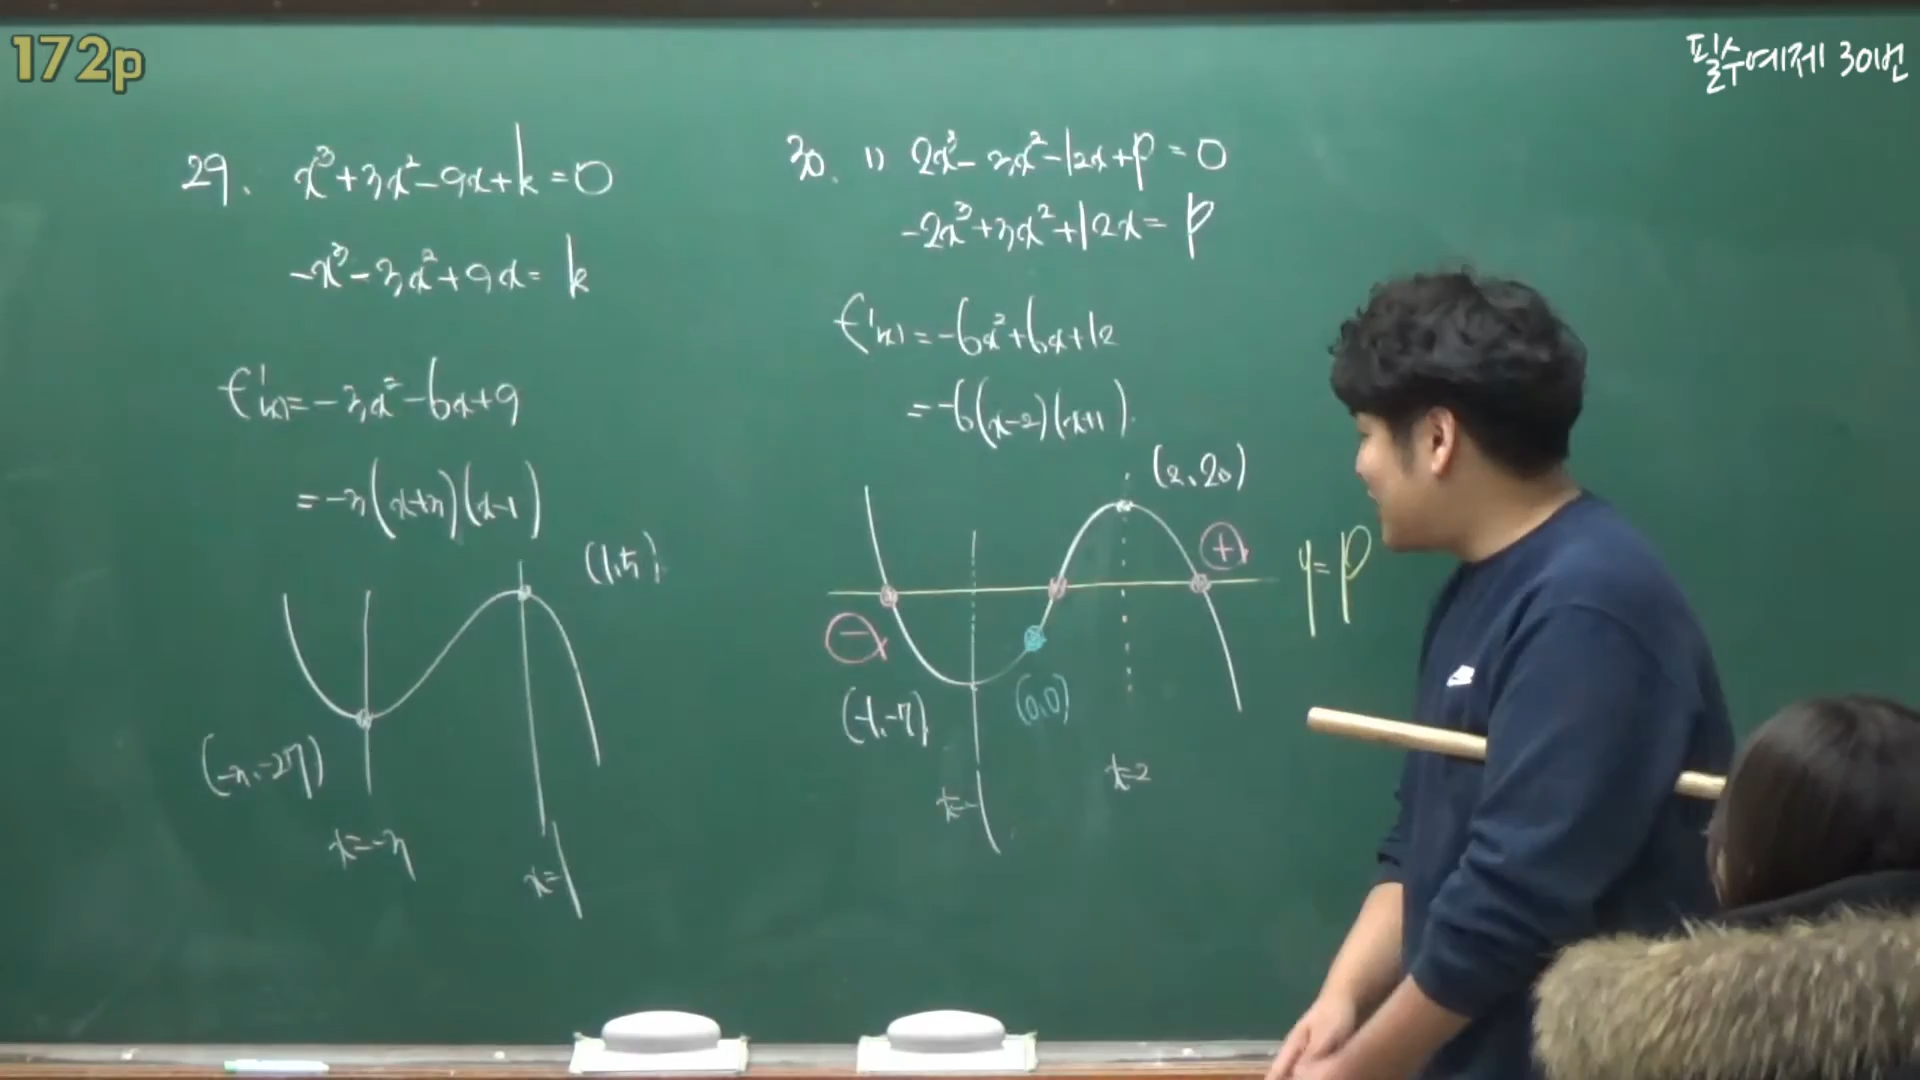 172p
필수예제 30번
29. x³+3x²-9x+k=0
-x³-3x²+9x=k
f'(x)=-3x²-6x+9
=-3(x+3)(x-1)
(1,5)
(-3,-27)
x=-3
x=1
30. 1) 2x³-3x²-12x+p=0
-2x³+3x²+12x=p
f'(x)=-6x²+6x+12
=-6(x-2)(x+1)
(2,20)
+
y=p
-
(-1,-7)
(0,0)
x=-1
x=2